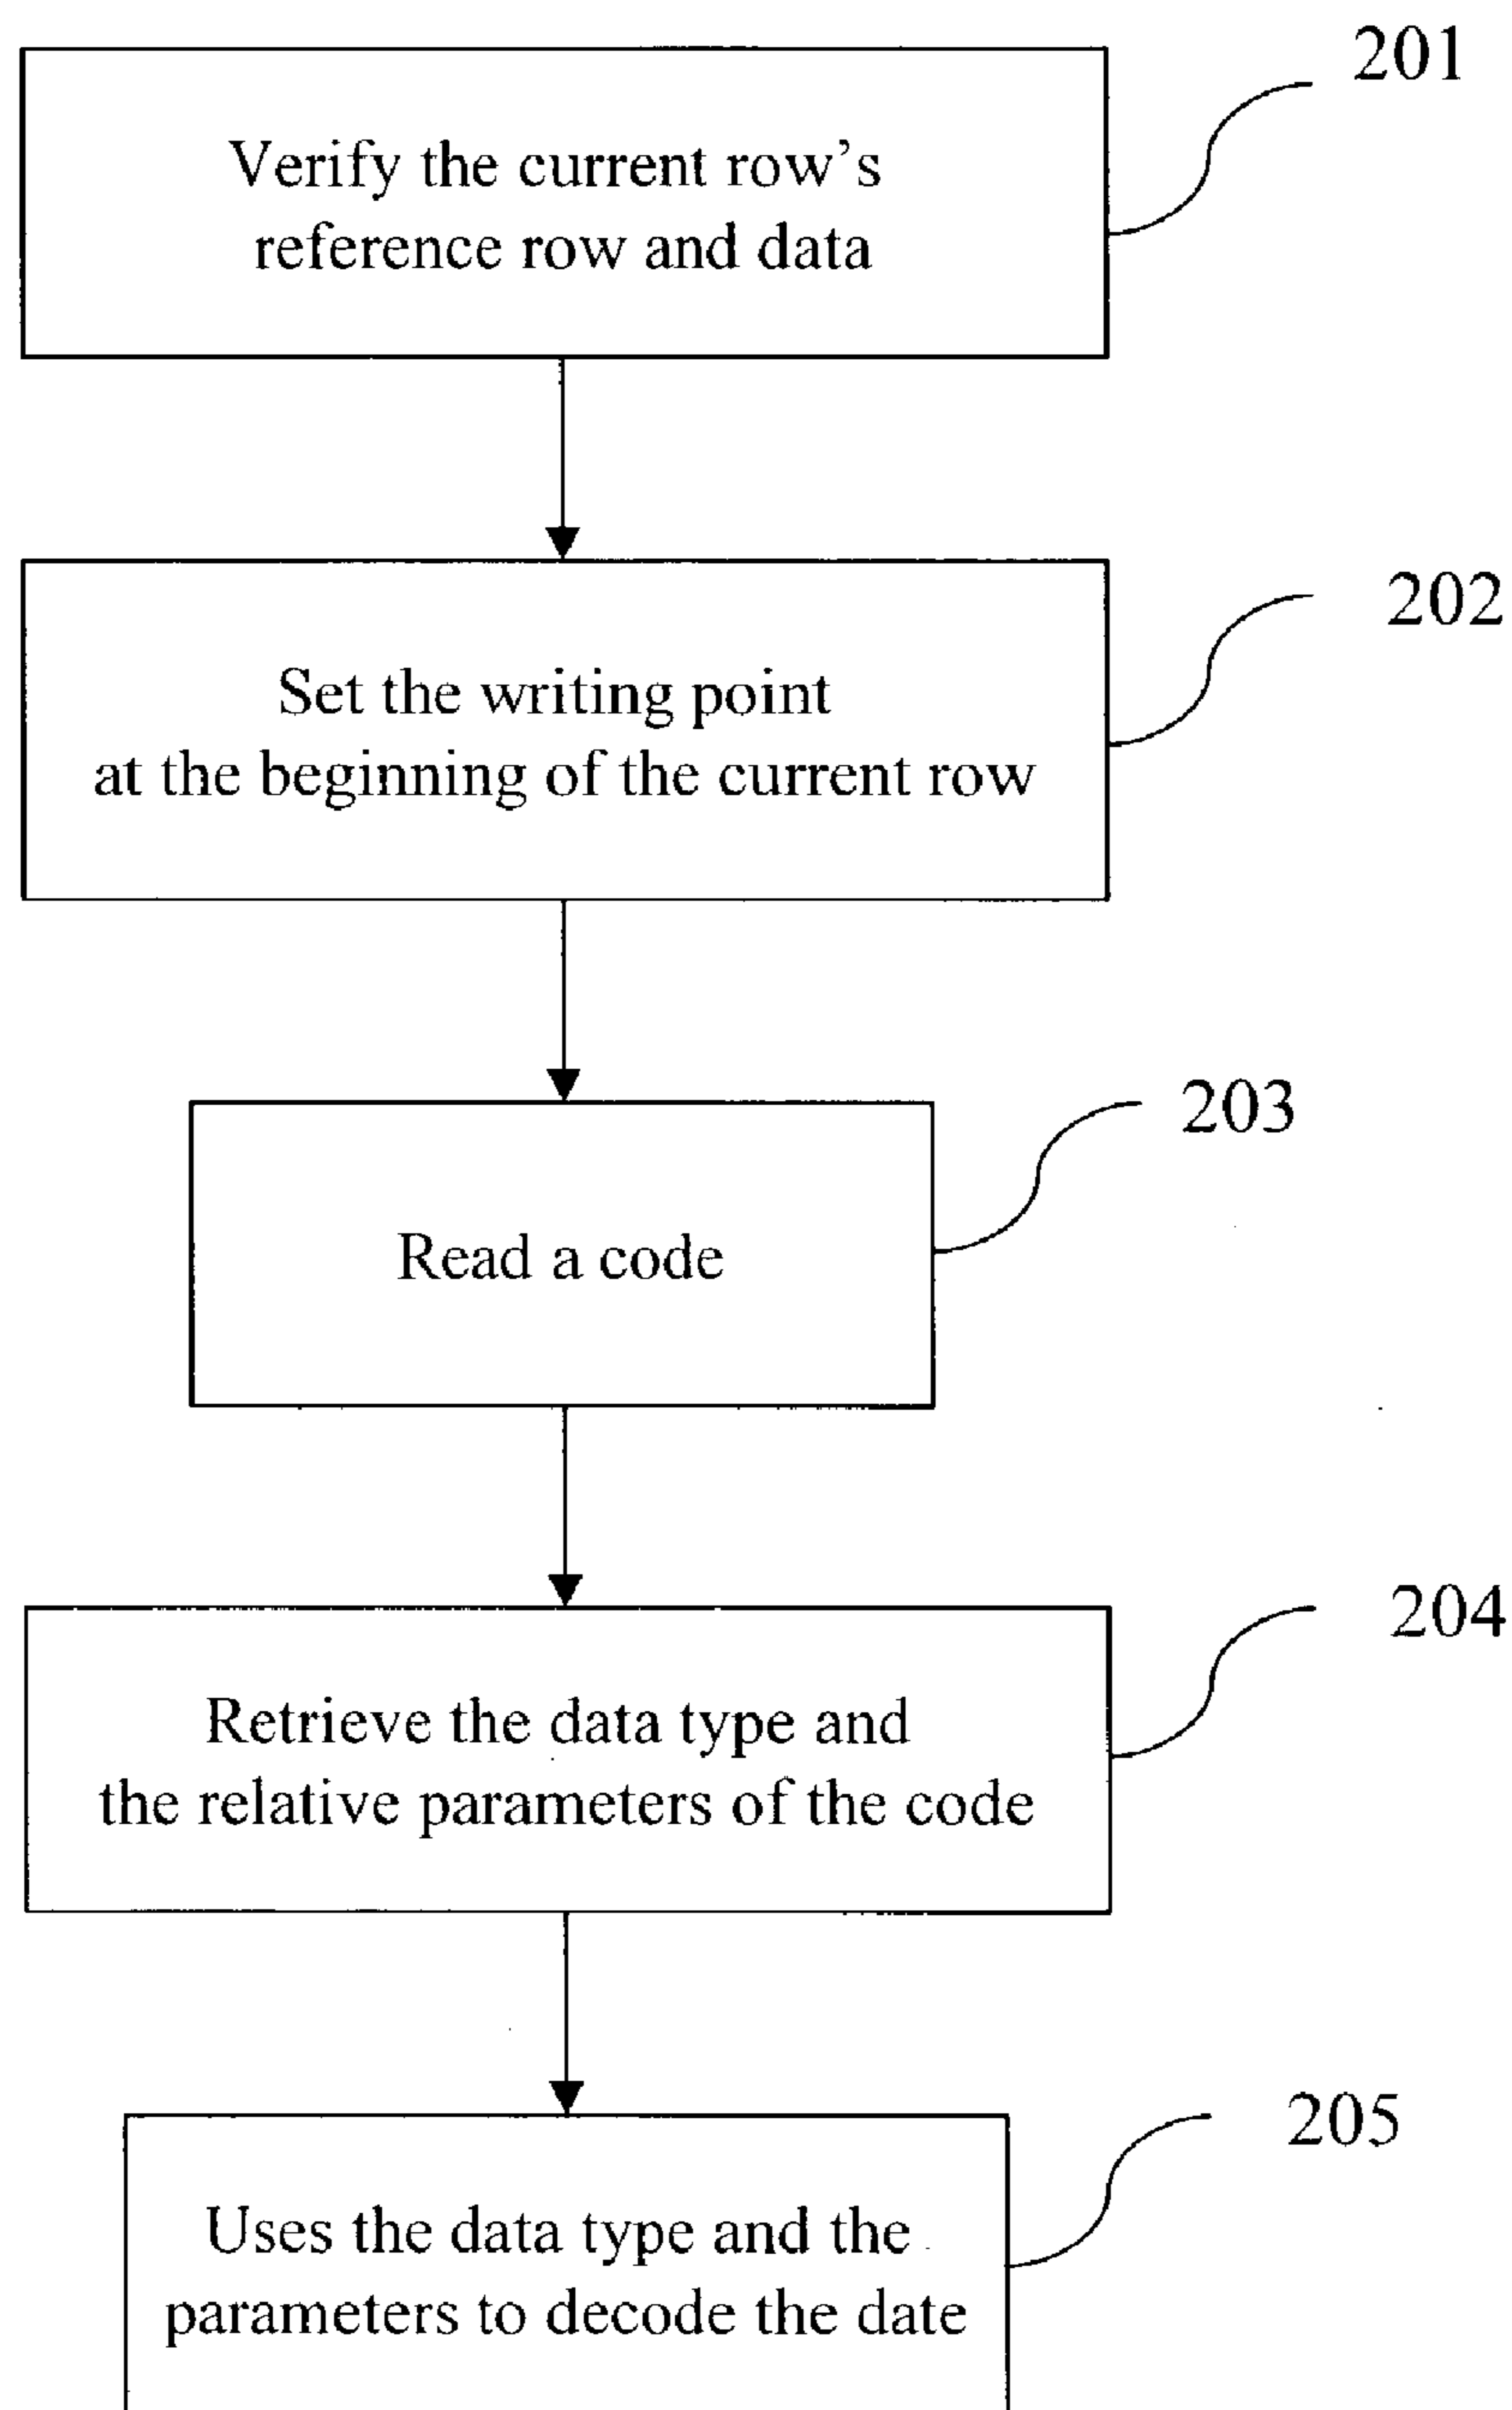 201
Verify the current row's
reference row and data
202
Set the writing point
at the beginning of the current row
203
Read a code
204
Retrieve the data type and
the relative parameters of the code
205
Uses the data type and the
parameters to decode the date